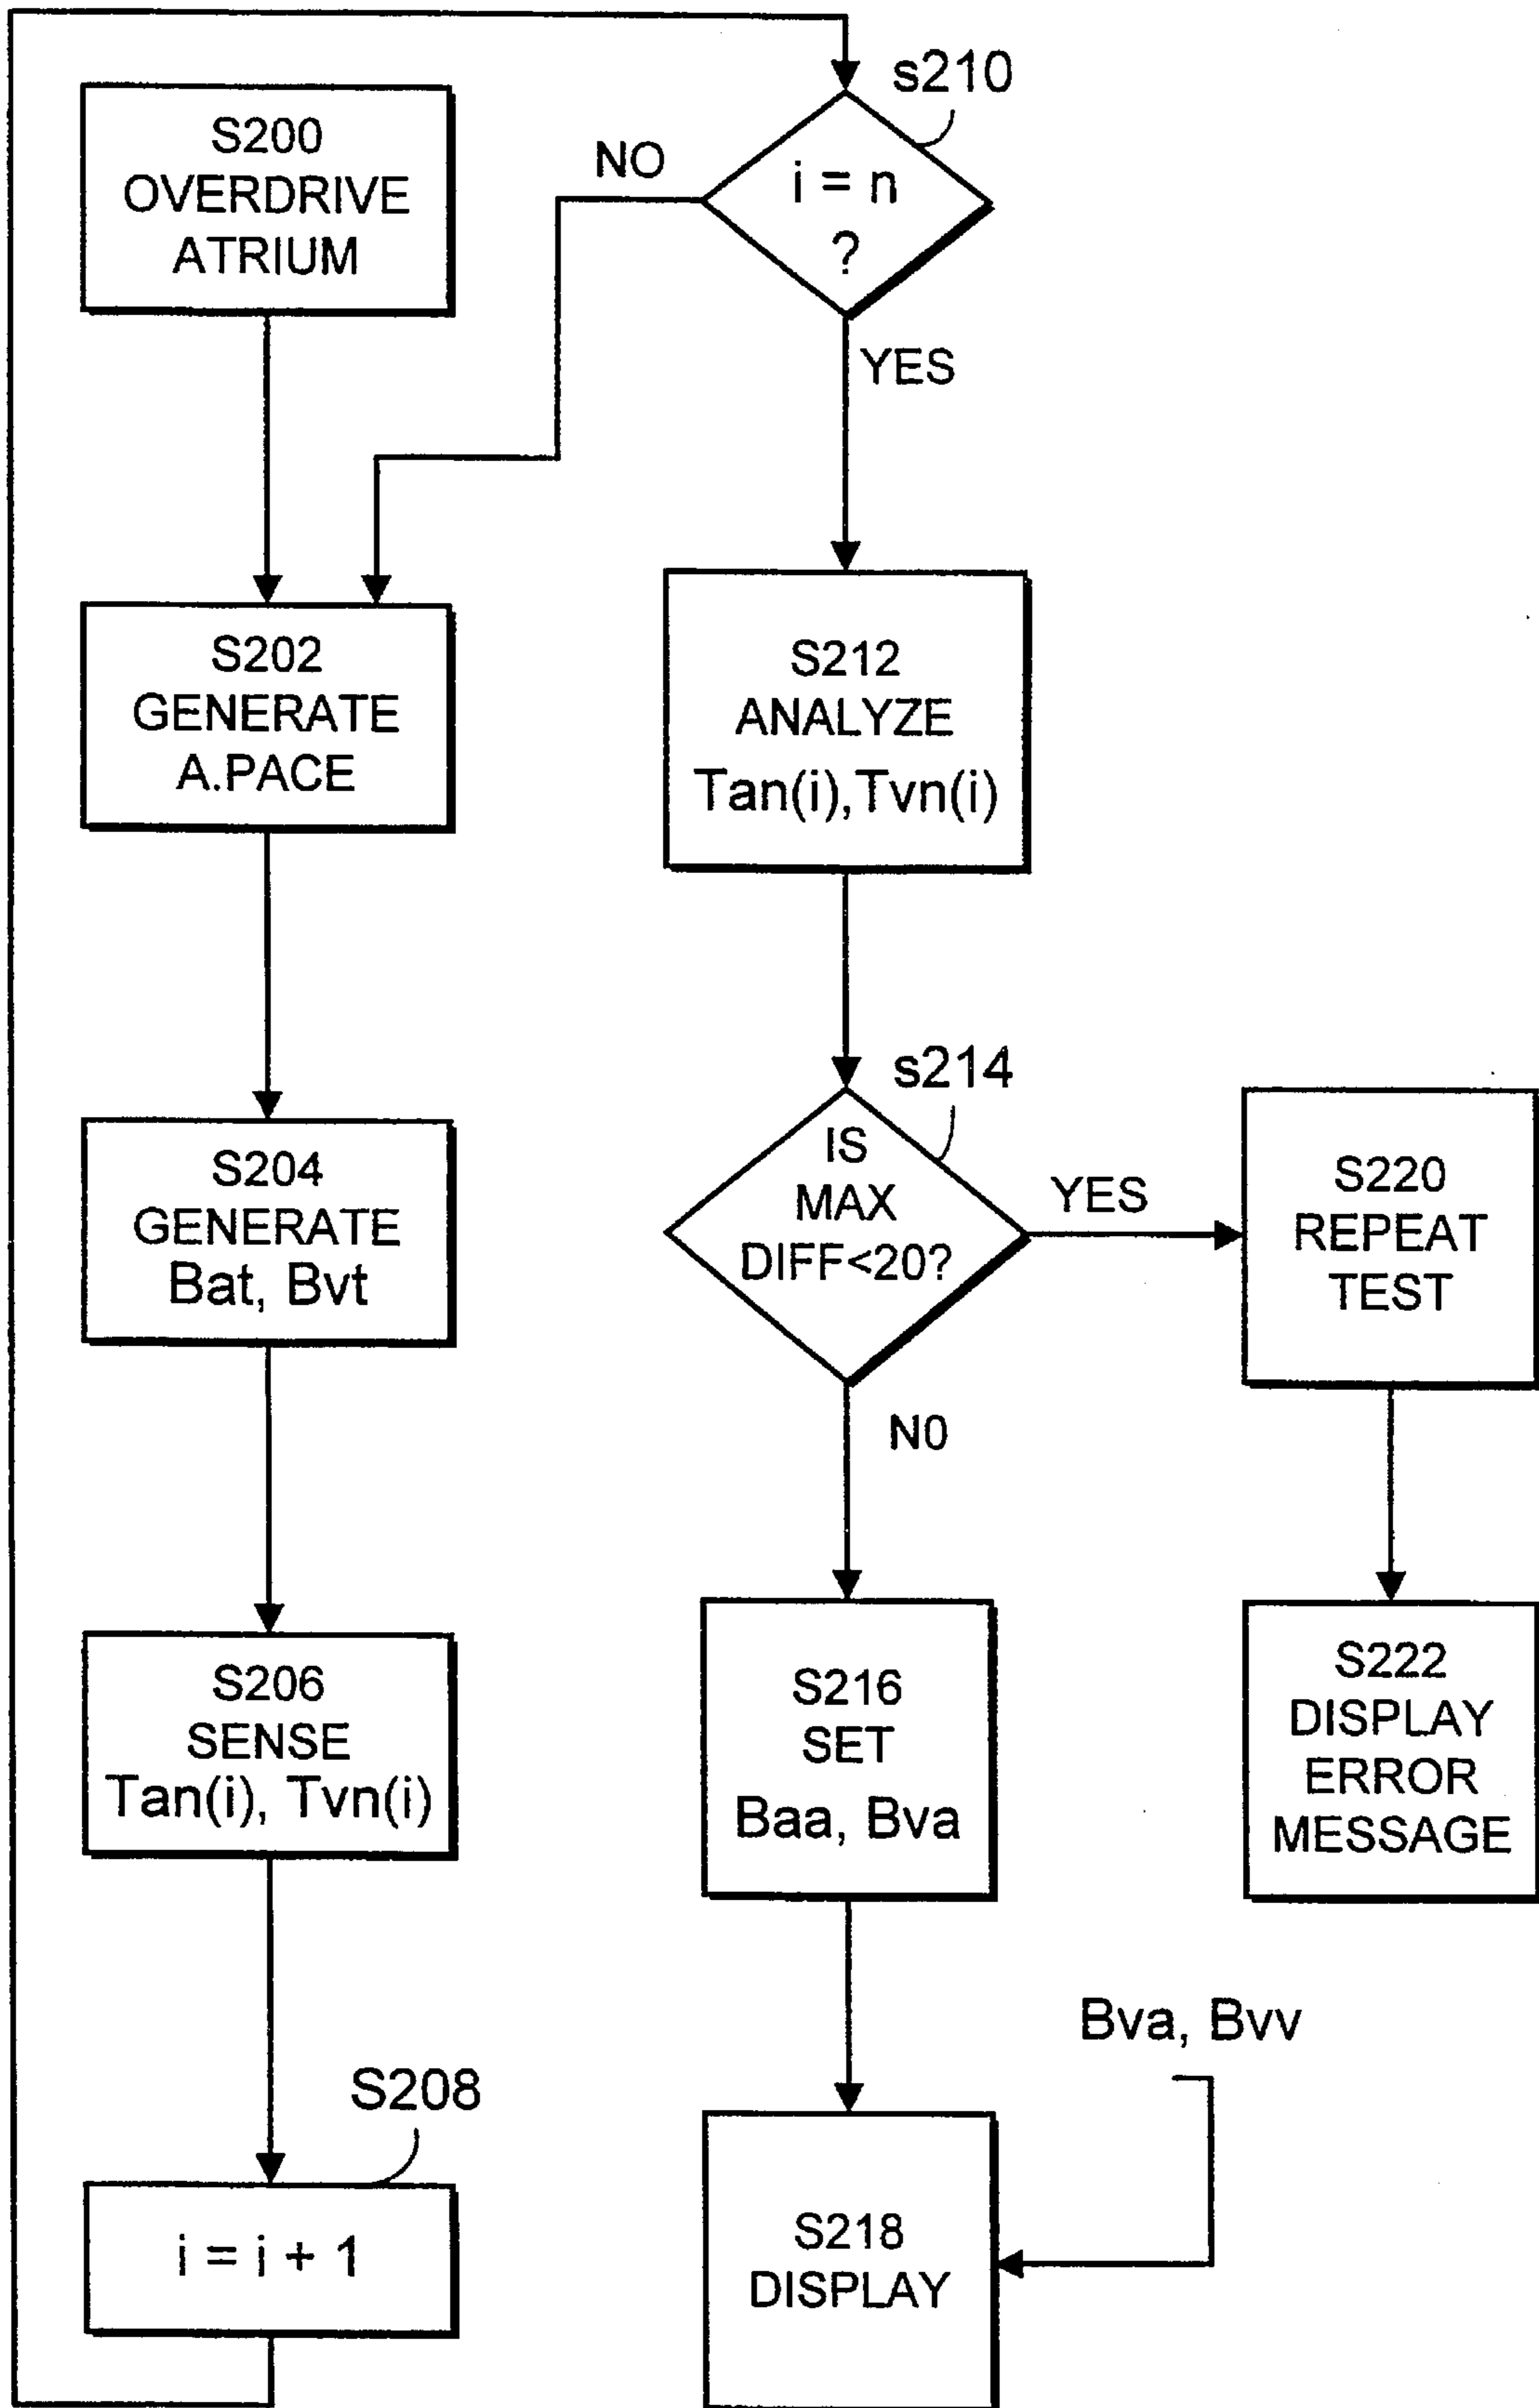 S200
OVERDRIVE
ATRIUM
S202
GENERATE
A.PACE
S204
GENERATE
Bat, Bvt
S206
SENSE
Tan(i), Tvn(i)
S208
i = i + 1
s210
i = n
?
NO
YES
S212
ANALYZE
Tan(i),Tvn(i)
s214
IS
MAX
DIFF<20?
YES
N0
S216
SET
Baa, Bva
S218
DISPLAY
Bva, Bvv
S220
REPEAT
TEST
S222
DISPLAY
ERROR
MESSAGE